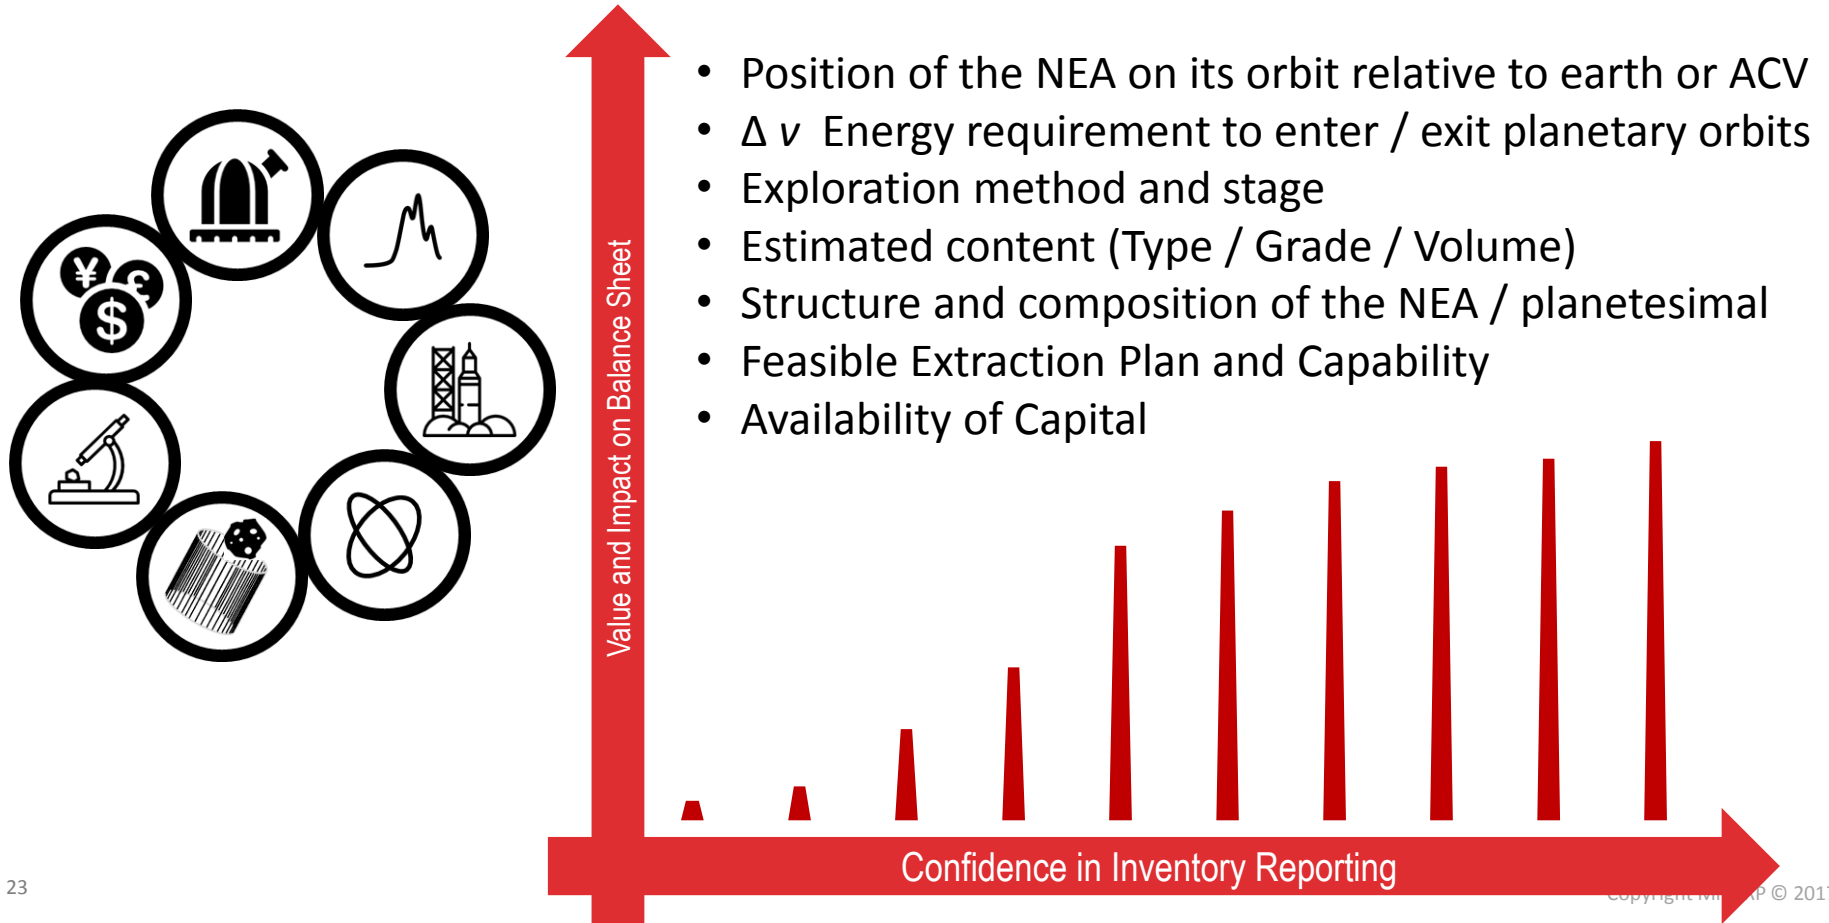 • Position of the NEA on its orbit relative to earth or ACV
• Δ v Energy requirement to enter / exit planetary orbits
• Exploration method and stage
• Estimated content (Type / Grade / Volume)
• Structure and composition of the NEA / planetesimal
• Feasible Extraction Plan and Capability
• Availability of Capital
¥ £
$
Value and Impact on Balance Sheet
Confidence in Inventory Reporting
23
Copyright © 2017